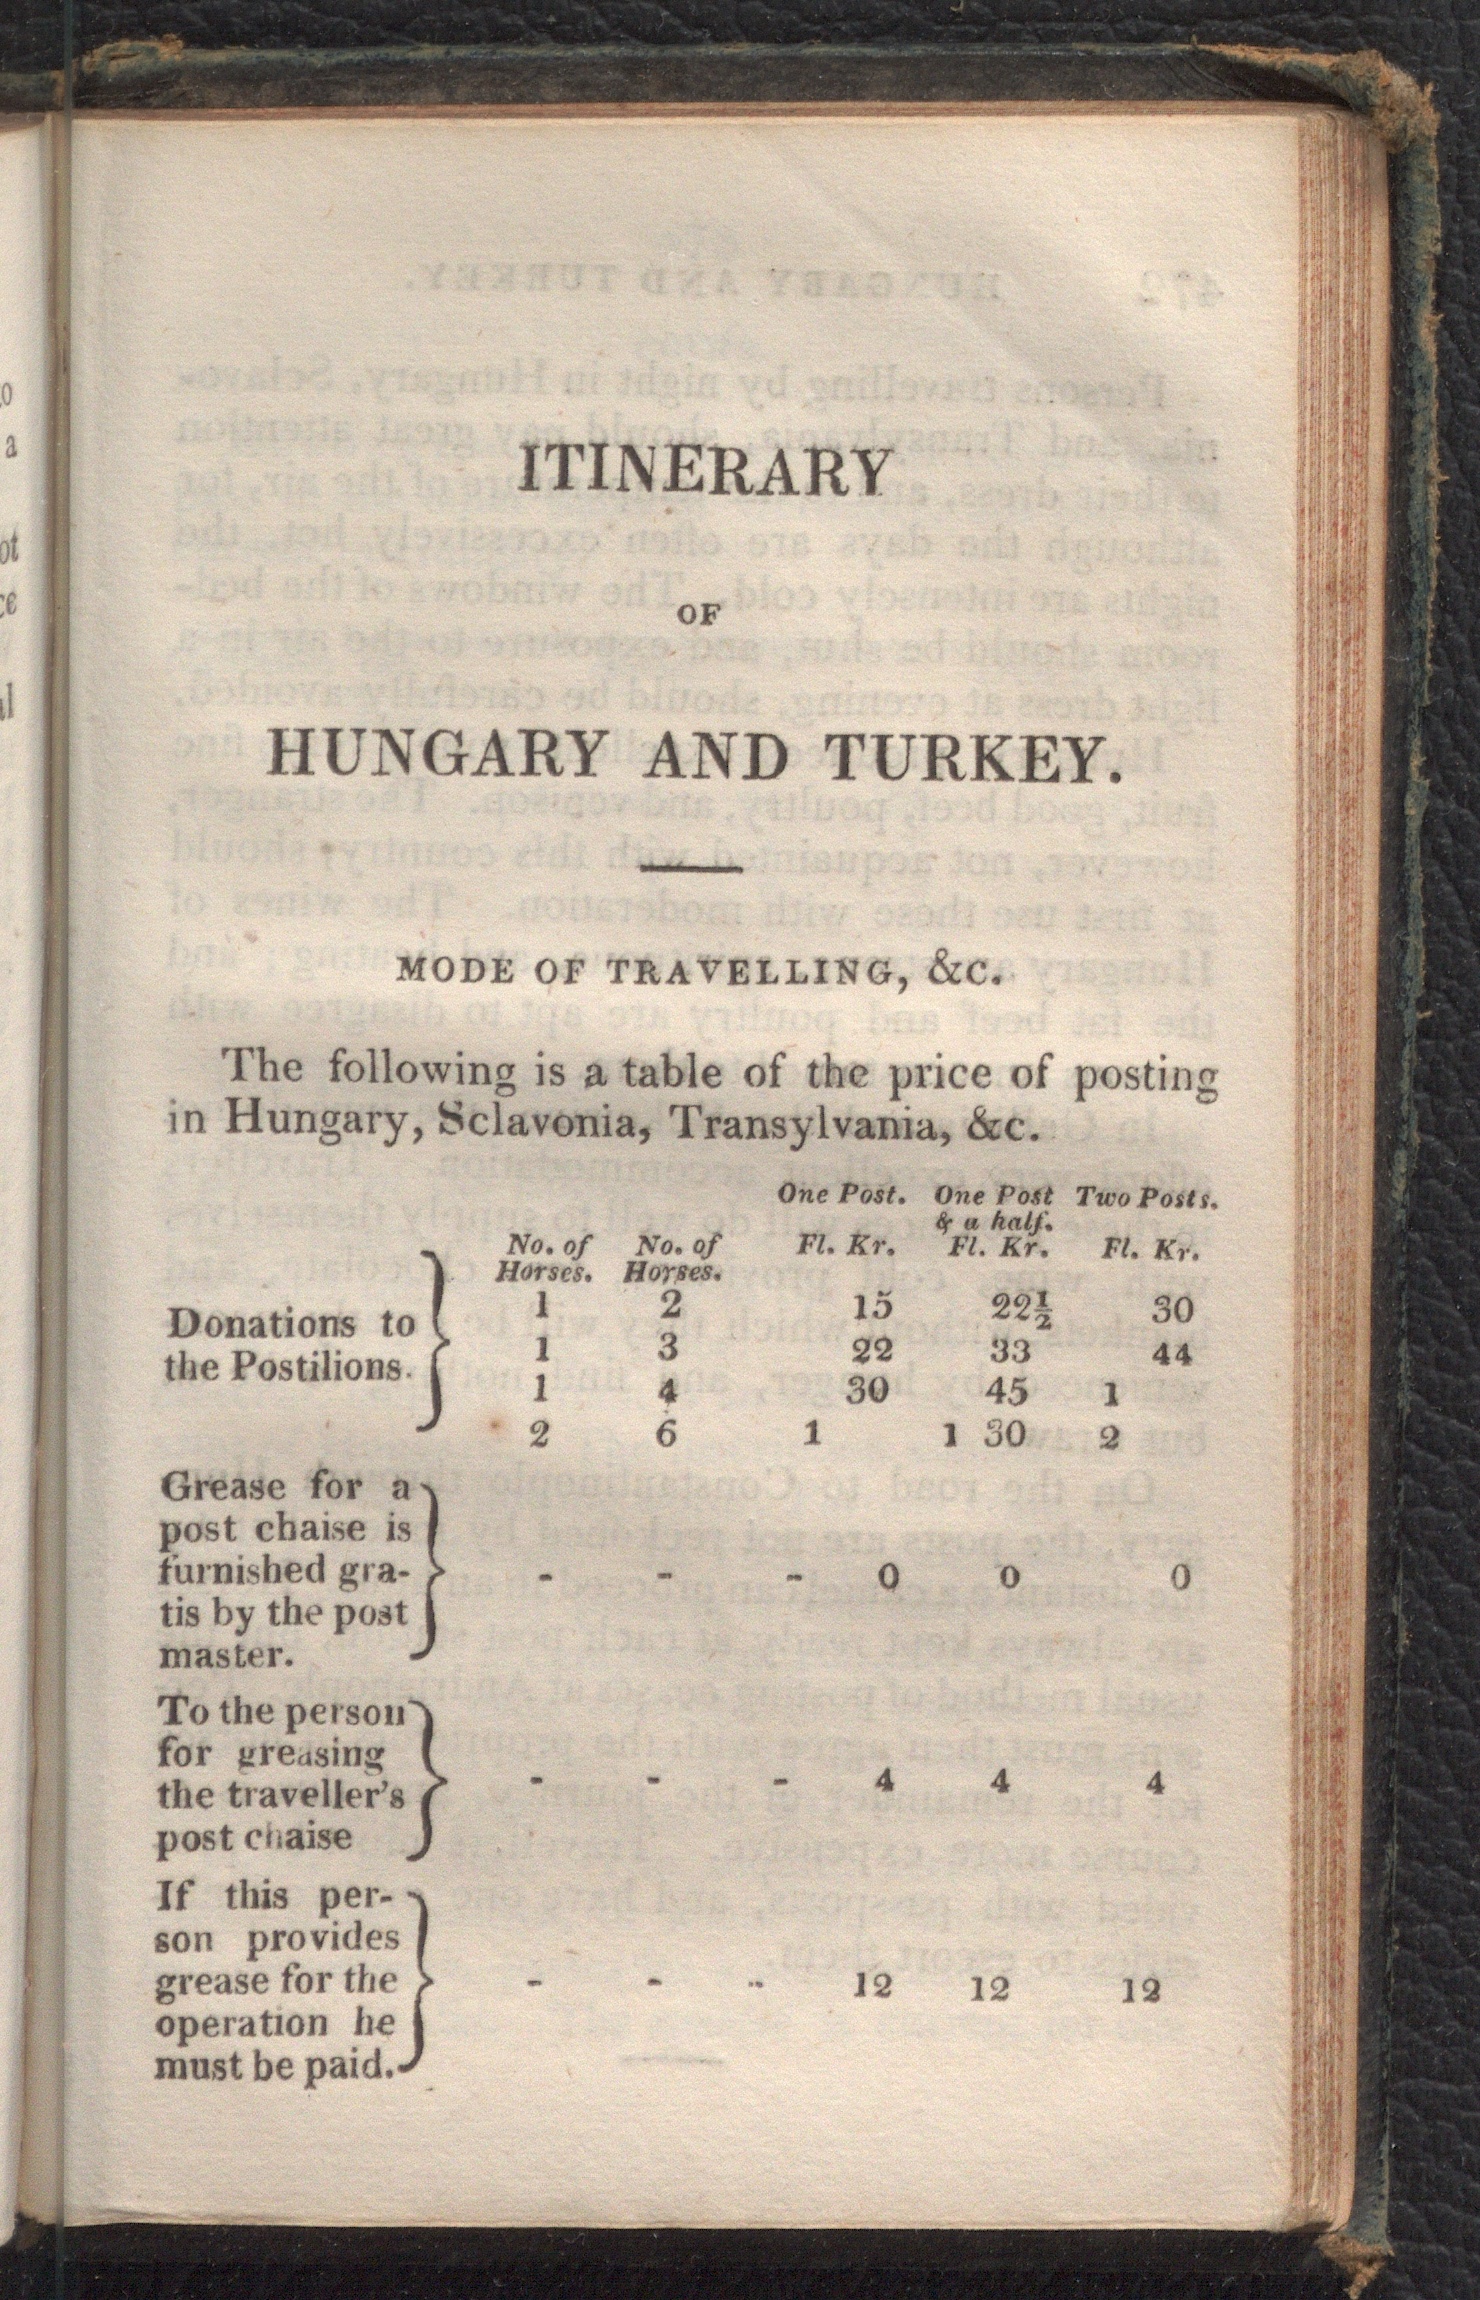 ITINERARY
OF
HUNGARY AND TURKEY.
MODE OF TRAVELLING, &c.
The following is a table of the price of posting
in Hungary, Sclavonia, Transylvania, &c.
One Post. One Post Two Posts.
& a half.
No. of No. of Fl. Kr. Fl. Kr. Fl. Kr.
Horses. Horses.
Donations to
the Postilions.
1 2 15 22½ 30
1 3 22 33 44
1 4 30 45 1
2 6 1 1 30 2
Grease for a
post chaise is
furnished gra-
tis by the post
master.
- - - 0 0 0
To the person
for greasing
the traveller's
post chaise
- - - 4 4 4
If this per-
son provides
grease for the
operation he
must be paid.
- - - 12 12 12